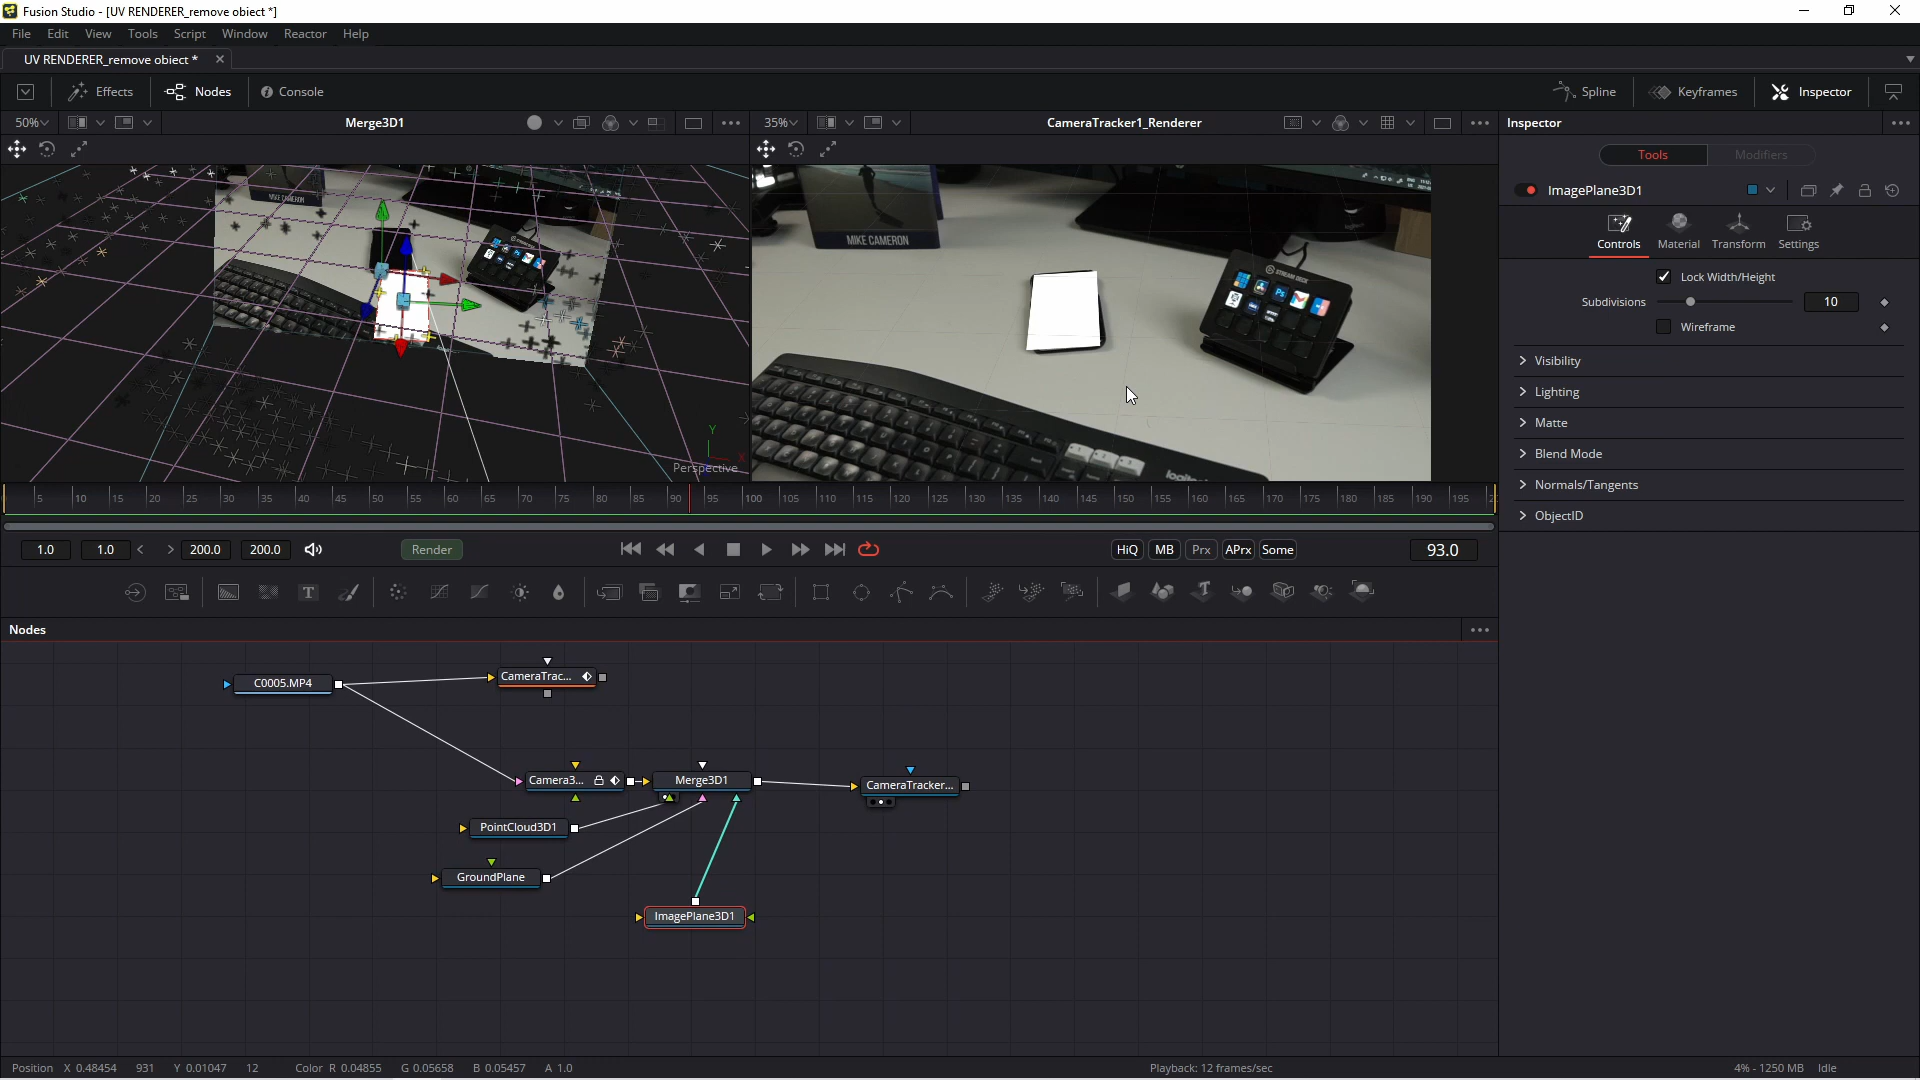 Fusion Studio - [UV RENDERER_remove obiect *]
File Edit View Tools Script Window Reactor Help
UV RENDERER_remove obiect *
Effects Nodes Console Spline Keyframes Inspector
50% Merge3D1 35% CameraTracker1_Renderer Inspector
Tools Modifiers
ImagePlane3D1
Controls Material Transform Settings
Lock Width/Height
Subdivisions 10
Wireframe
Visibility
Lighting
Matte
Blend Mode
Normals/Tangents
ObjectID
MIKE CAMERON
MIKE CAMERON
STREAM DECK
logitech
Y
X
Perspective
5 10 15 20 25 30 35 40 45 50 55 60 65 70 75 80 85 90 95 100 105 110 115 120 125 130 135 140 145 150 155 160 165 170 175 180 185 190 195
1.0 1.0 200.0 200.0 Render HiQ MB Prx APrx Some 93.0
Nodes
C0005.MP4
CameraTrac...
Camera3...
Merge3D1
CameraTracker...
PointCloud3D1
GroundPlane
ImagePlane3D1
Position X 0.48454 931 Y 0.01047 12 Color R 0.04855 G 0.05658 B 0.05457 A 1.0 Playback: 12 frames/sec 4% - 1250 MB Idle